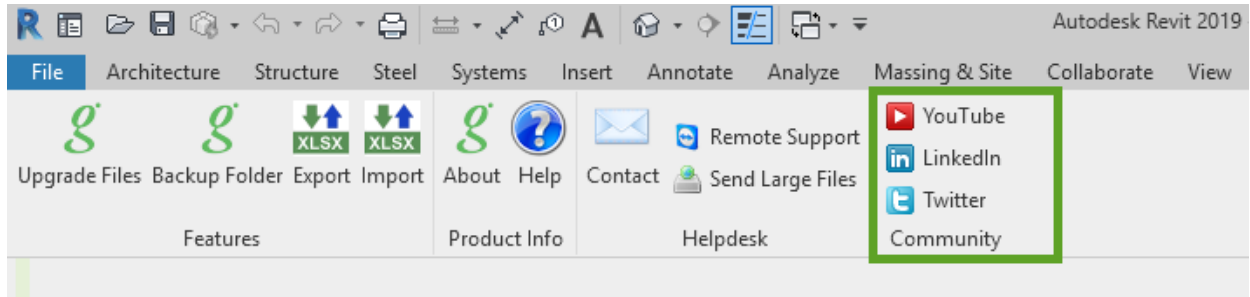 R A Autodesk Revit 2019
File Architecture Structure Steel Systems Insert Annotate Analyze Massing & Site Collaborate View
g g XLSX XLSX g ? YouTube
Remote Support
in LinkedIn
Upgrade Files Backup Folder Export Import About Help Contact Send Large Files
t Twitter
Features Product Info Helpdesk Community